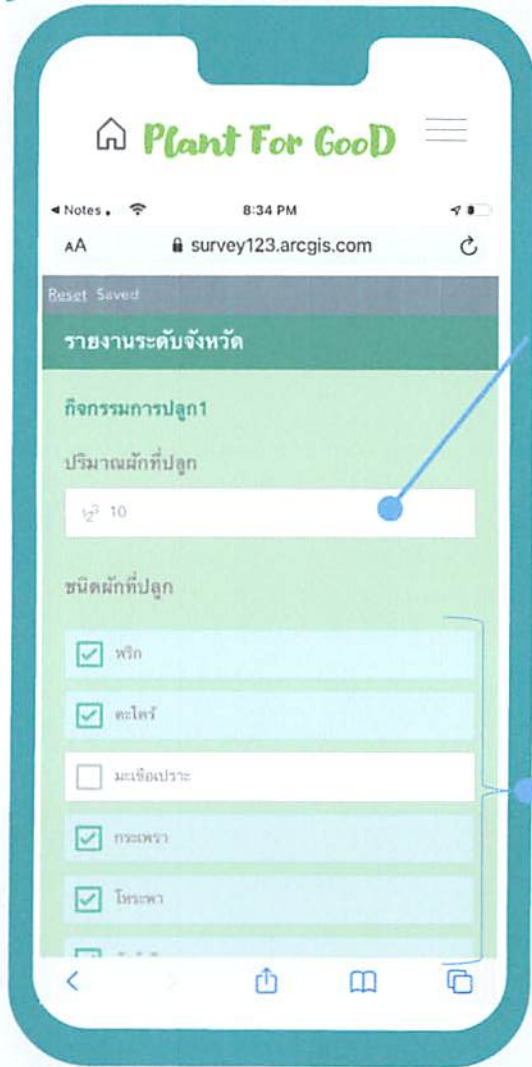 Plant For GooD
Notes
8:34 PM
AA
survey123.arcgis.com
Reset Saved
รายงานระดับจังหวัด
กิจกรรมการปลูก1
ปริมาณผักที่ปลูก
10
ชนิดผักที่ปลูก
พริก
ตะไคร้
มะเขือเปราะ
กระเพรา
โหระพา